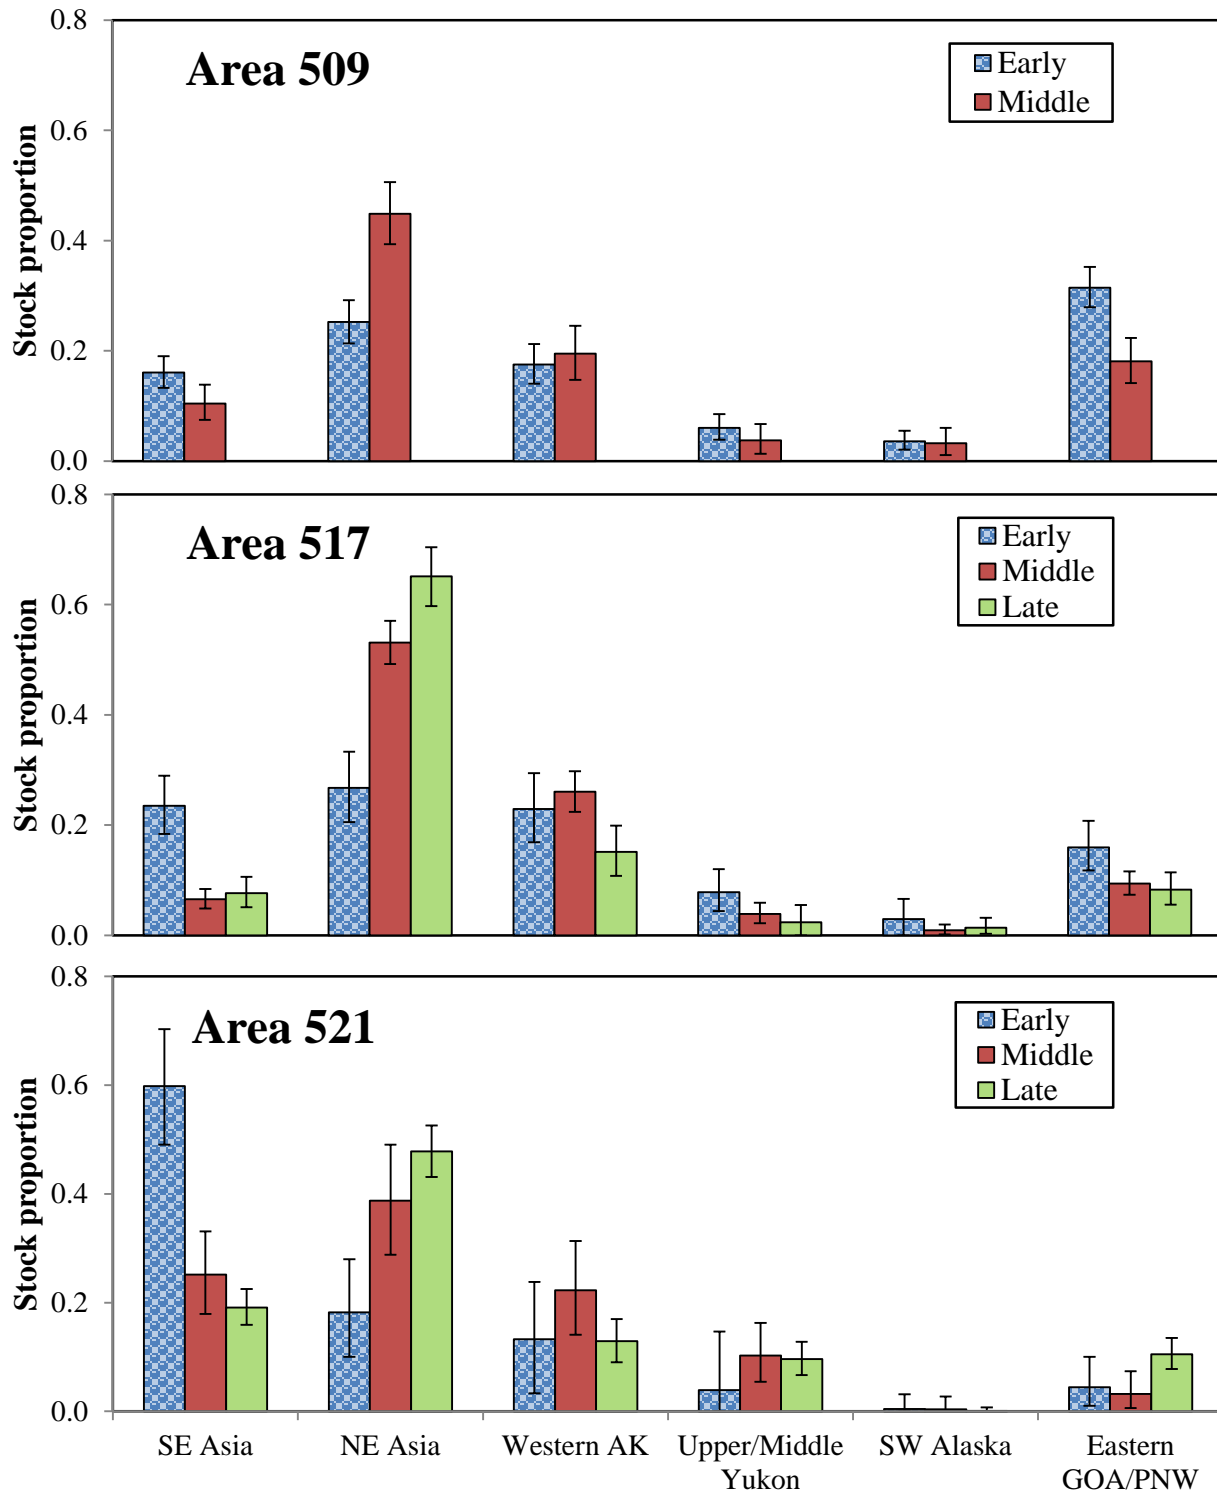 Area 509
Early
Middle
Stock proportion
0.8
0.6
0.4
0.2
0.0
Area 517
Early
Middle
Late
Stock proportion
0.8
0.6
0.4
0.2
0.0
Area 521
Early
Middle
Late
Stock proportion
0.8
0.6
0.4
0.2
0.0
SE Asia
NE Asia
Western AK
Upper/Middle
Yukon
SW Alaska
Eastern
GOA/PNW